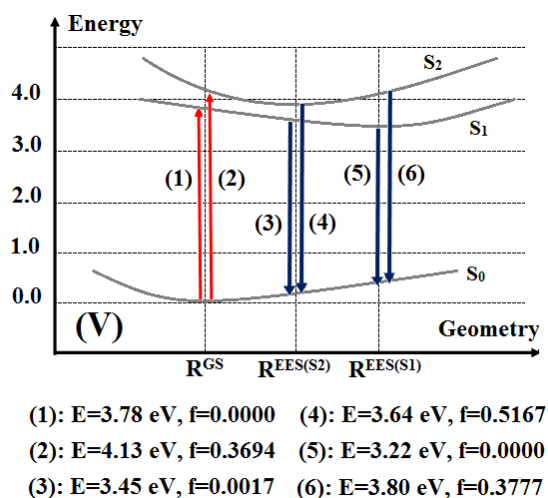 Energy
S₂
4.0
S₁
3.0
(1) (2) (5) (6)
2.0
(3) (4)
1.0
S₀
0.0
(V) Geometry
R^GS R^EES(S2) R^EES(S1)
(1): E=3.78 eV, f=0.0000 (4): E=3.64 eV, f=0.5167
(2): E=4.13 eV, f=0.3694 (5): E=3.22 eV, f=0.0000
(3): E=3.45 eV, f=0.0017 (6): E=3.80 eV, f=0.3777